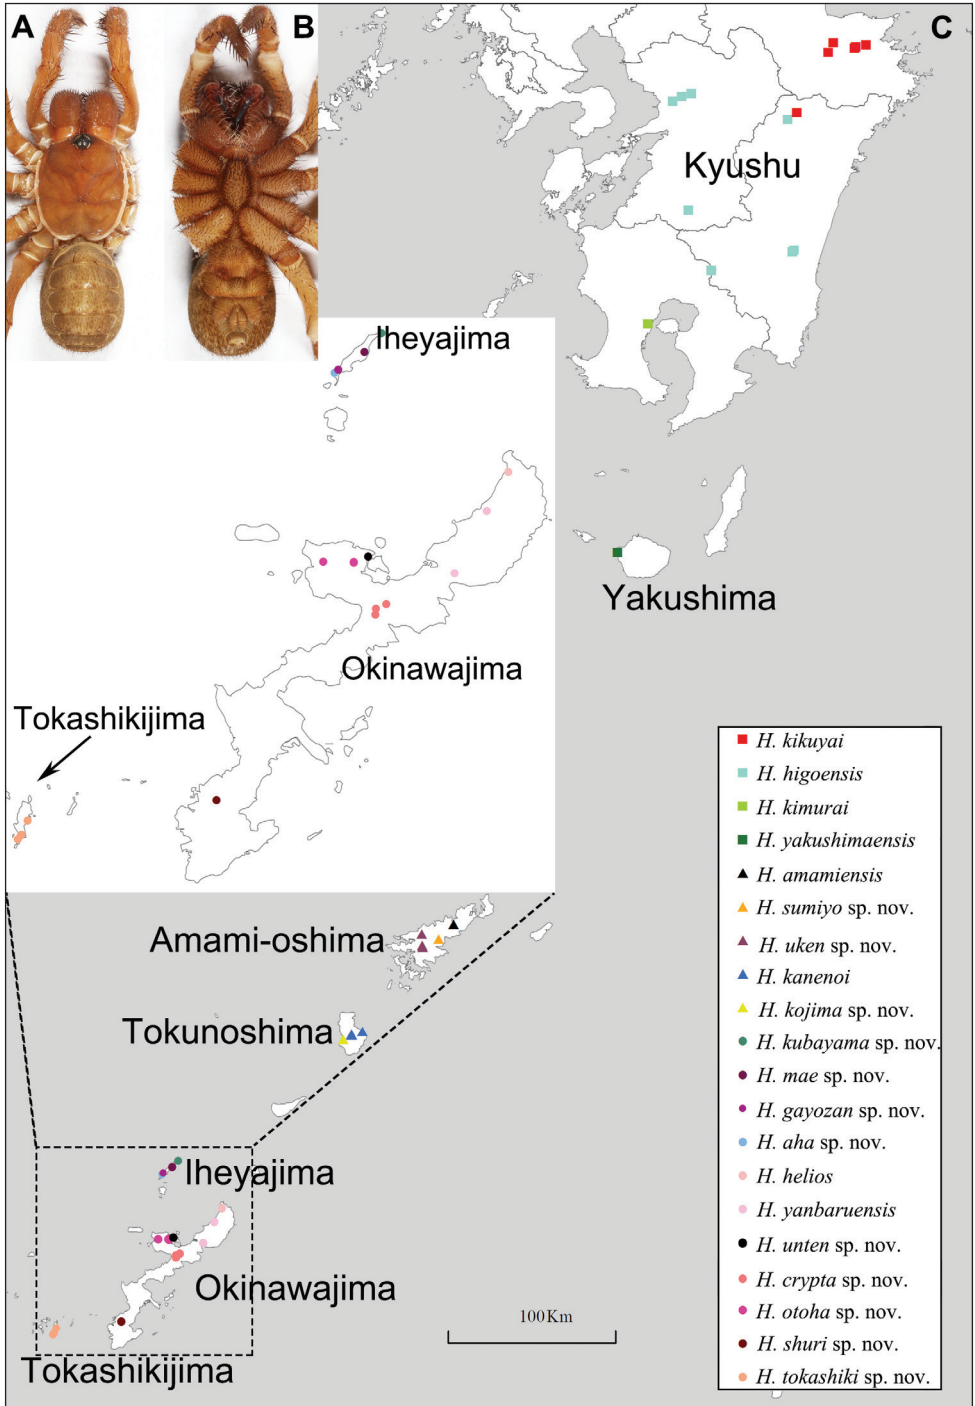 A
B
C
Kyushu
Iheyajima
Yakushima
Okinawajima
Tokashikijima
H. kikuyai
H. higoensis
H. kimurai
H. yakushimaensis
H. amamiensis
H. sumiyo sp. nov.
H. uken sp. nov.
H. kanenoi
H. kojima sp. nov.
H. kubayama sp. nov.
H. mae sp. nov.
H. gayozan sp. nov.
H. aha sp. nov.
H. helios
H. yanbaruensis
H. unten sp. nov.
H. crypta sp. nov.
H. otoha sp. nov.
H. shuri sp. nov.
H. tokashiki sp. nov.
Amami-oshima
Tokunoshima
Iheyajima
Okinawajima
Tokashikijima
100Km